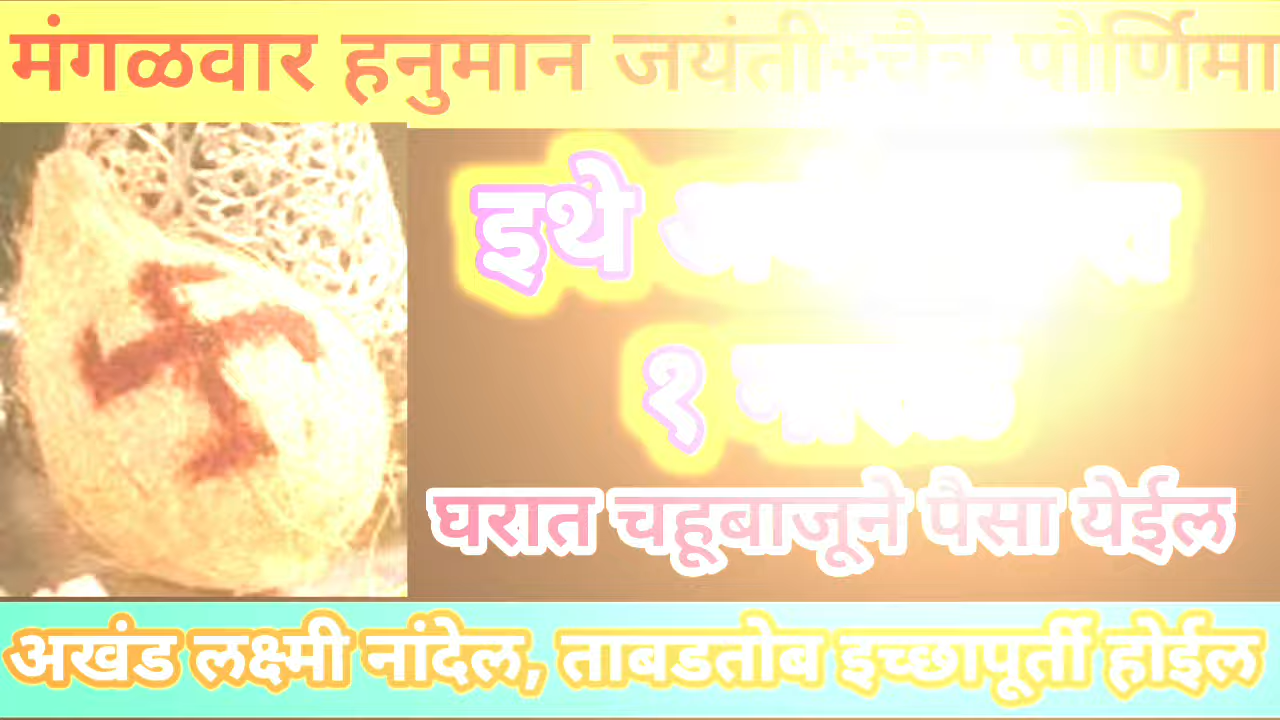 मंगळवार हनुमान जयंती+चैत्र पौर्णिमा
इथे
१
घरात चहूबाजूने पैसा येईल
अखंड लक्ष्मी नांदेल, ताबडतोब इच्छापूर्ती होईल